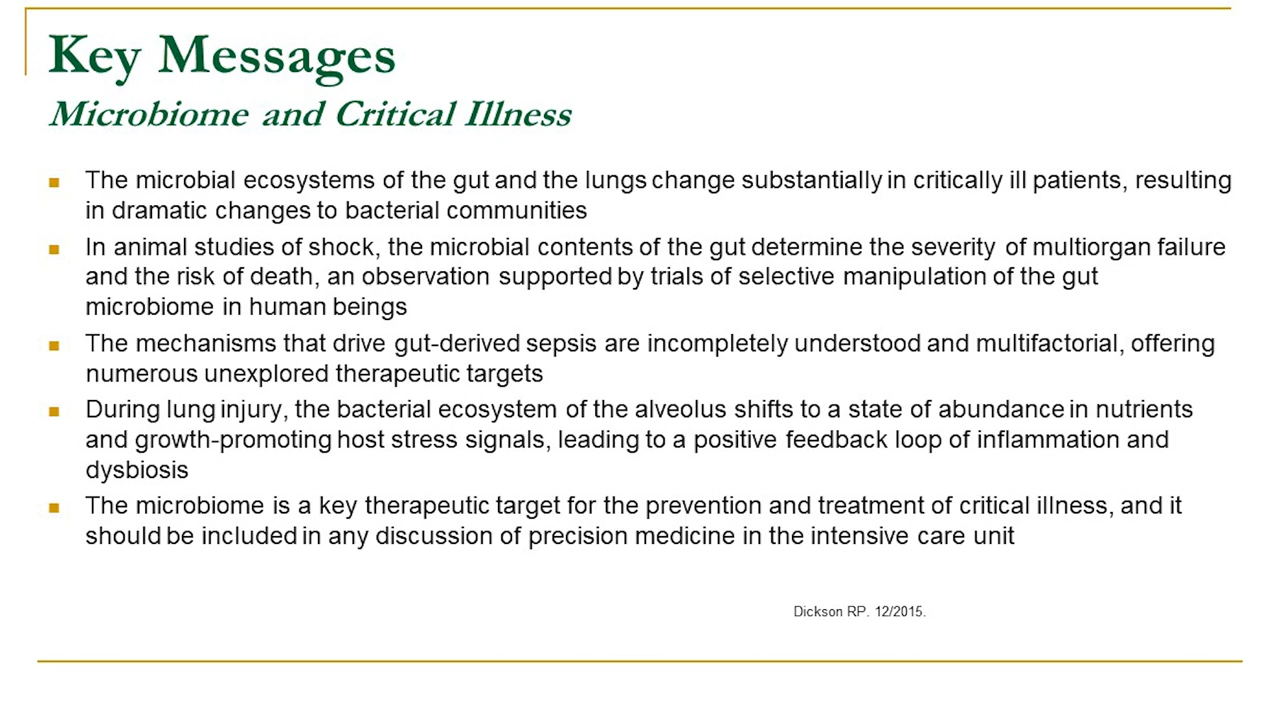 Key Messages
Microbiome and Critical Illness
The microbial ecosystems of the gut and the lungs change substantially in critically ill patients, resulting
in dramatic changes to bacterial communities
In animal studies of shock, the microbial contents of the gut determine the severity of multiorgan failure
and the risk of death, an observation supported by trials of selective manipulation of the gut
microbiome in human beings
The mechanisms that drive gut-derived sepsis are incompletely understood and multifactorial, offering
numerous unexplored therapeutic targets
During lung injury, the bacterial ecosystem of the alveolus shifts to a state of abundance in nutrients
and growth-promoting host stress signals, leading to a positive feedback loop of inflammation and
dysbiosis
The microbiome is a key therapeutic target for the prevention and treatment of critical illness, and it
should be included in any discussion of precision medicine in the intensive care unit
Dickson RP. 12/2015.